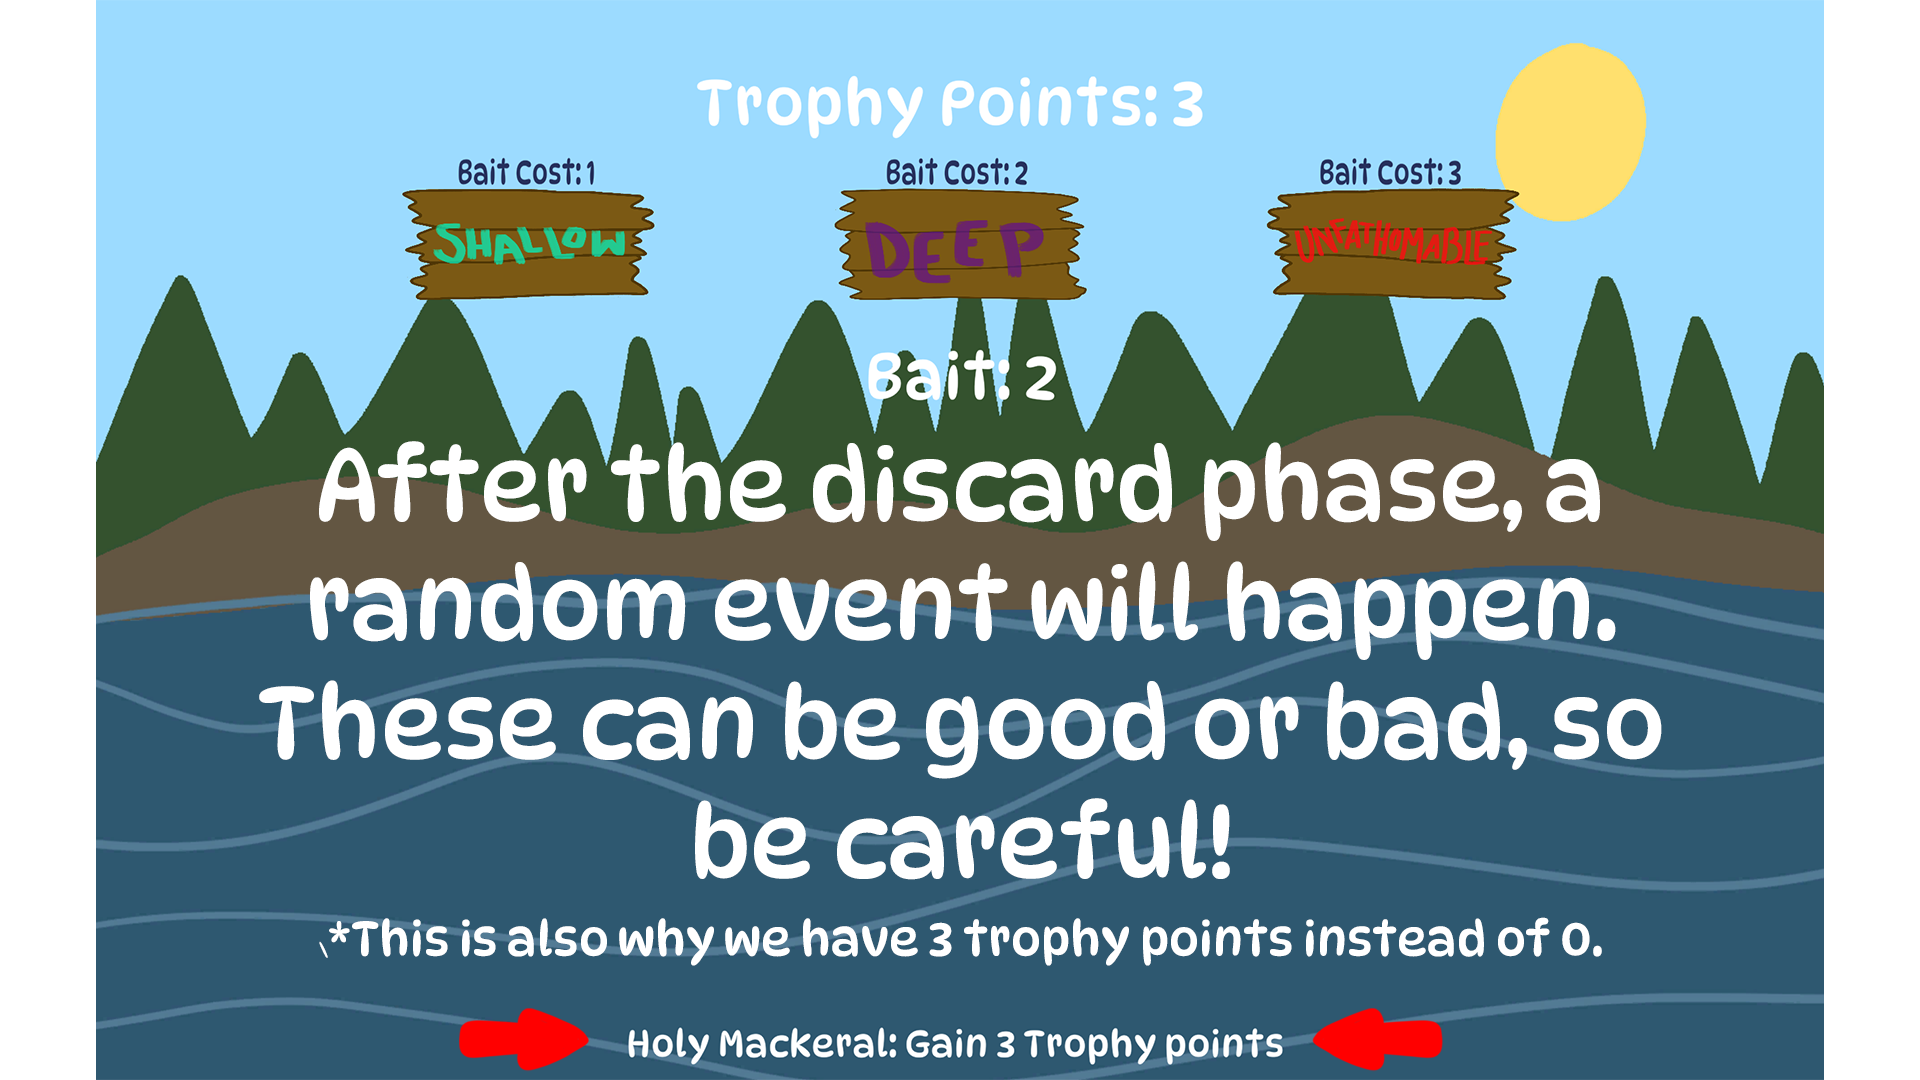 Trophy Points: 3
Bait Cost: 1
Bait Cost: 2
Bait Cost: 3
SHALLOW
DEEP
UNFATHOMABLE
Bait: 2
After the discard phase, a
random event will happen.
These can be good or bad, so
be careful!
\*This is also why we have 3 trophy points instead of 0.
Holy Mackeral: Gain 3 Trophy points